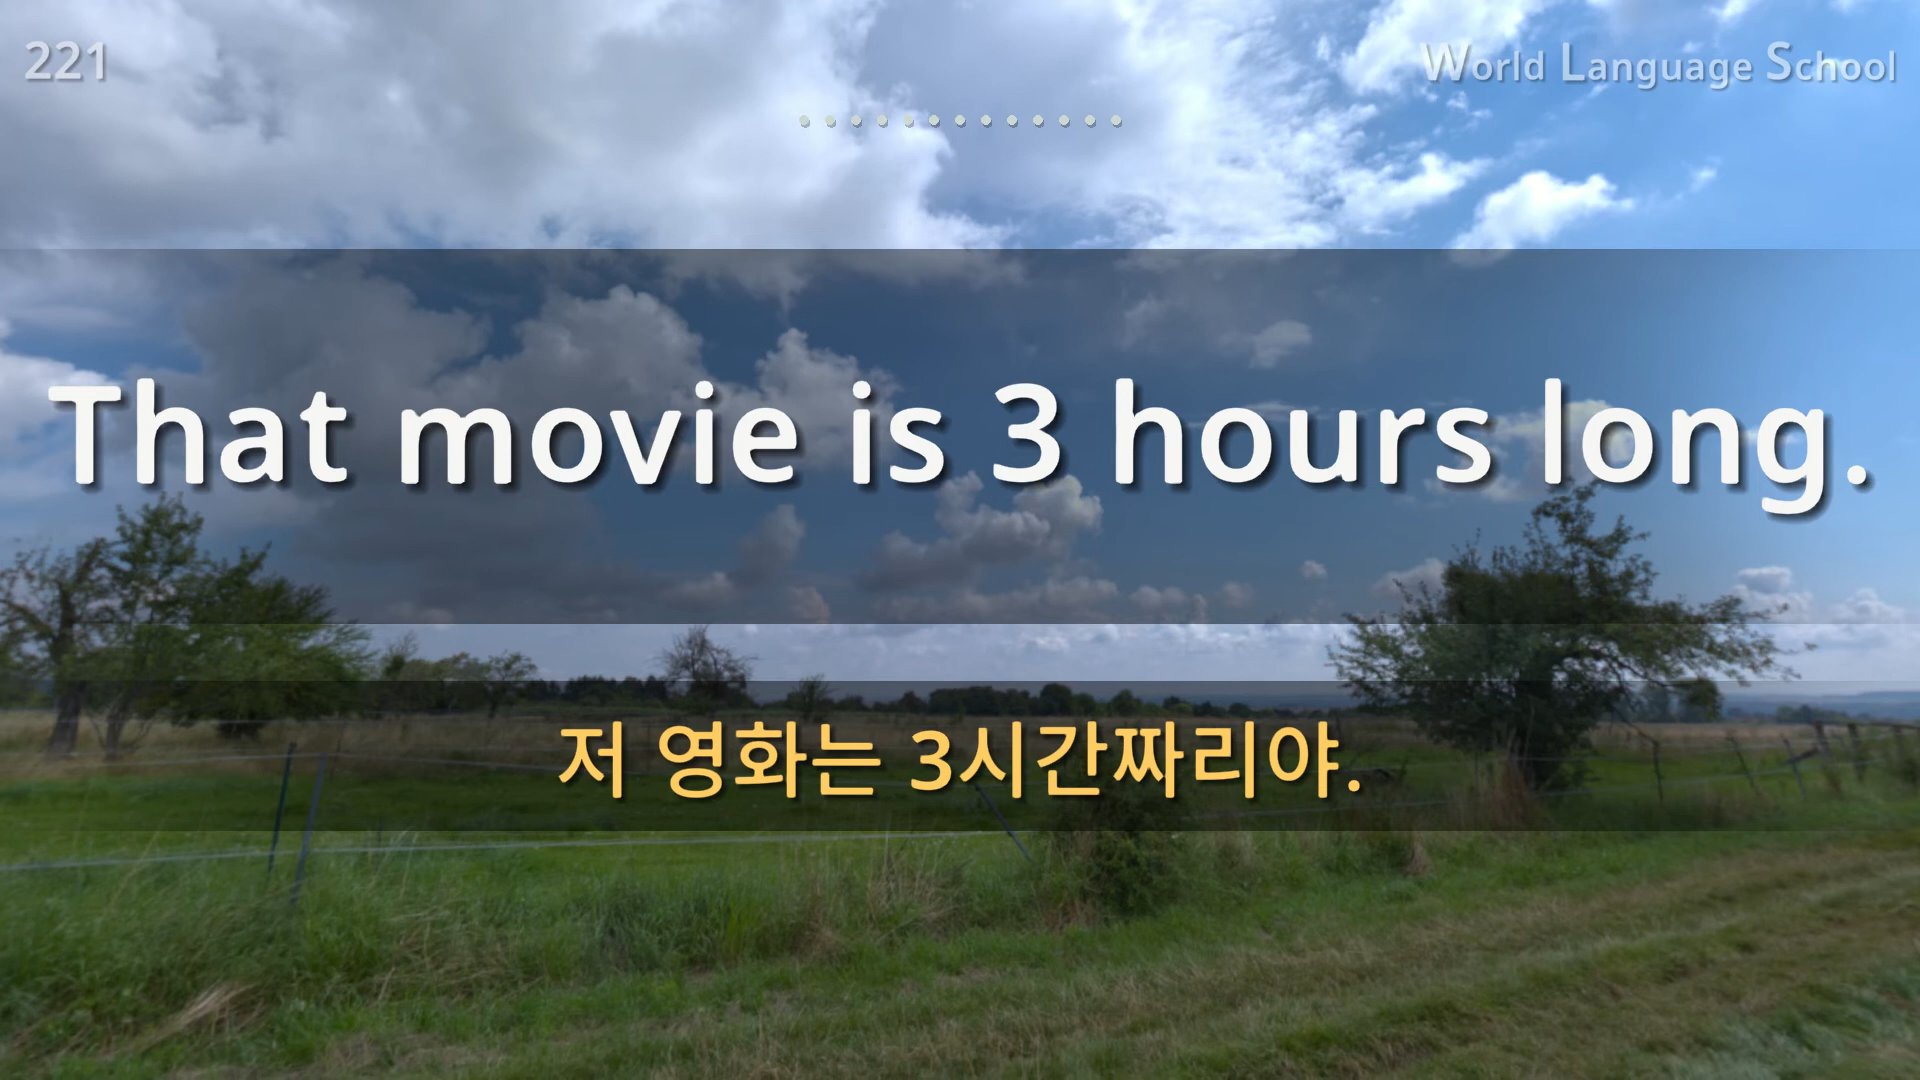 221
World Language School
That movie is 3 hours long.
저 영화는 3시간짜리야.